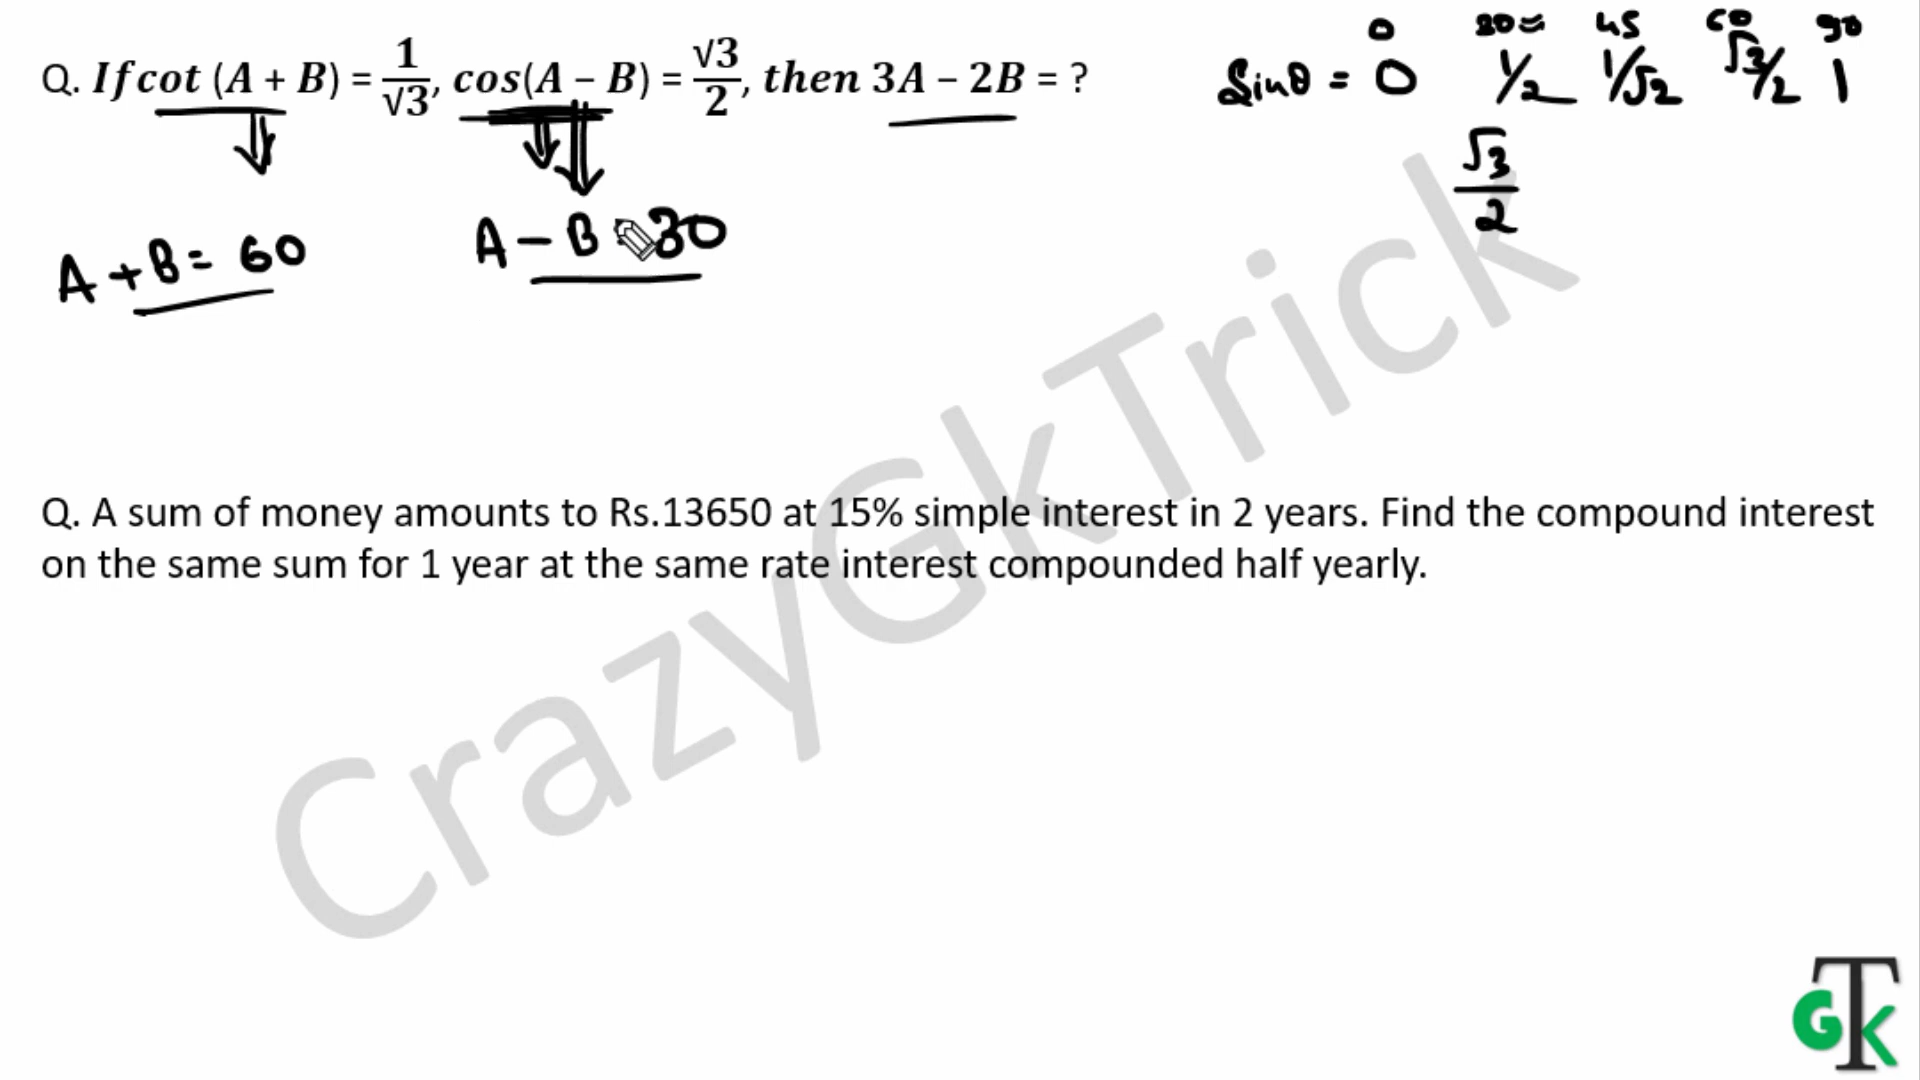 Q. If cot (A + B) = 1/√3, cos(A − B) = √3/2, then 3A − 2B = ?
0 30 45 60 90
Sinθ = 0 1/2 1/√2 √3/2 1
√3/2
A + B = 60
A − B 30
Q. A sum of money amounts to Rs.13650 at 15% simple interest in 2 years. Find the compound interest
on the same sum for 1 year at the same rate interest compounded half yearly.
CrazyGkTrick
GTK